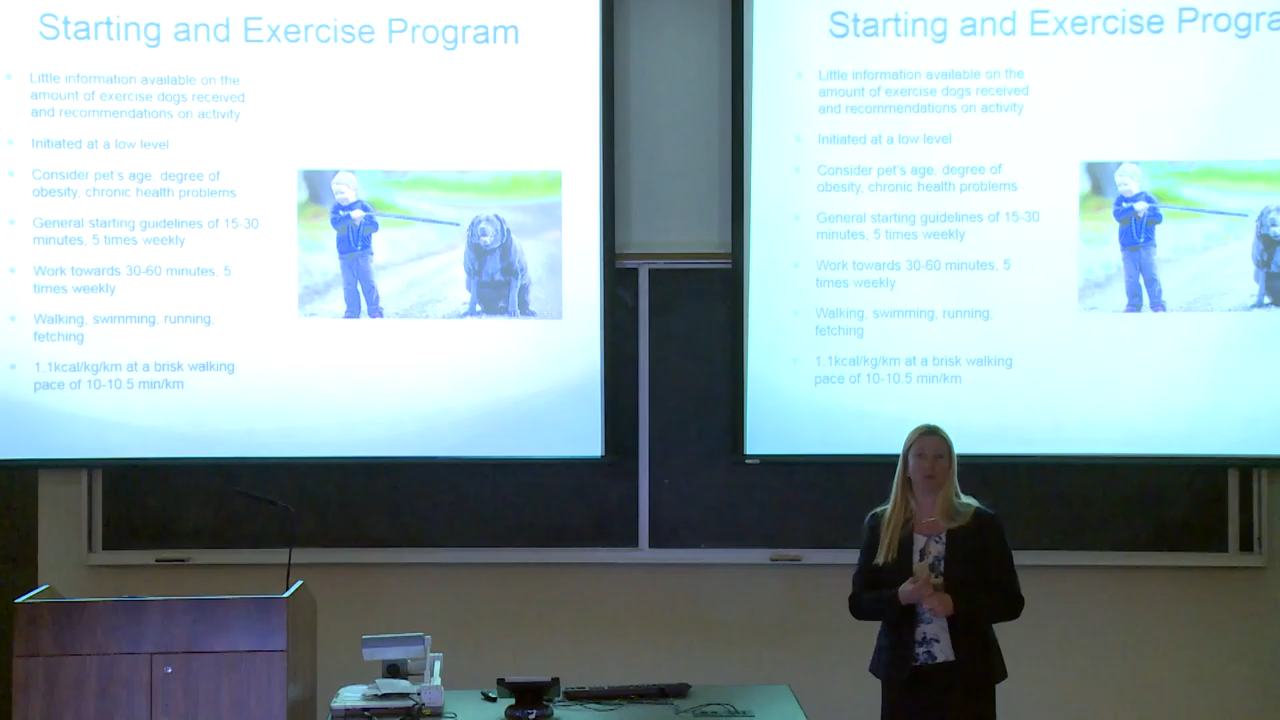 Starting and Exercise Program
Little information available on the
amount of exercise dogs received
and recommendations on activity
Initiated at a low level
Consider pet's age, degree of
obesity, chronic health problems
General starting guidelines of 15-30
minutes, 5 times weekly
Work towards 30-60 minutes, 5
times weekly
Walking, swimming, running,
fetching
1.1kcal/kg/km at a brisk walking
pace of 10-10.5 min/km
Starting and Exercise Progra
Little information available on the
amount of exercise dogs received
and recommendations on activity
Initiated at a low level
Consider pet's age, degree of
obesity, chronic health problems
General starting guidelines of 15-30
minutes, 5 times weekly
Work towards 30-60 minutes, 5
times weekly
Walking, swimming, running,
fetching
1.1kcal/kg/km at a brisk walking
pace of 10-10.5 min/km